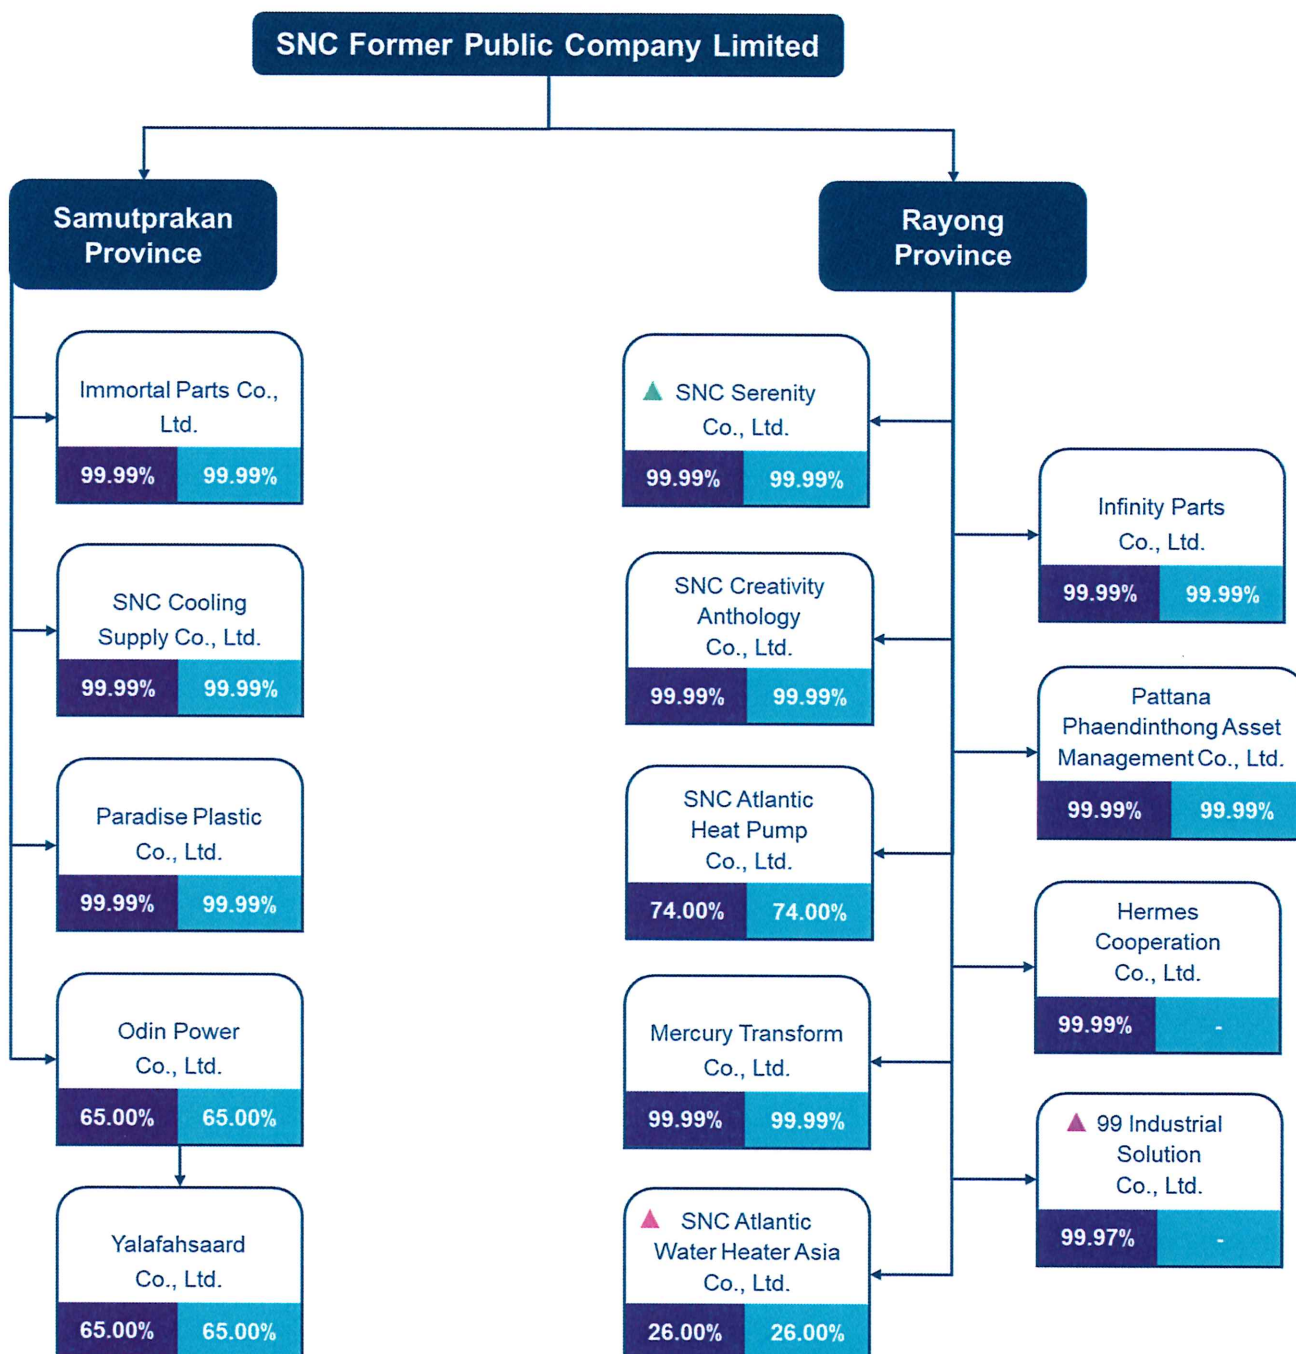 SNC Former Public Company Limited
Samutprakan
Province
Immortal Parts Co.,
Ltd.
99.99% 99.99%
SNC Cooling
Supply Co., Ltd.
99.99% 99.99%
Paradise Plastic
Co., Ltd.
99.99% 99.99%
Odin Power
Co., Ltd.
65.00% 65.00%
Yalafahsaard
Co., Ltd.
65.00% 65.00%
Rayong
Province
SNC Serenity
Co., Ltd.
99.99% 99.99%
SNC Creativity
Anthology
Co., Ltd.
99.99% 99.99%
SNC Atlantic
Heat Pump
Co., Ltd.
74.00% 74.00%
Mercury Transform
Co., Ltd.
99.99% 99.99%
SNC Atlantic
Water Heater Asia
Co., Ltd.
26.00% 26.00%
Infinity Parts
Co., Ltd.
99.99% 99.99%
Pattana
Phaendinthong Asset
Management Co., Ltd.
99.99% 99.99%
Hermes
Cooperation
Co., Ltd.
99.99% -
99 Industrial
Solution
Co., Ltd.
99.97% -